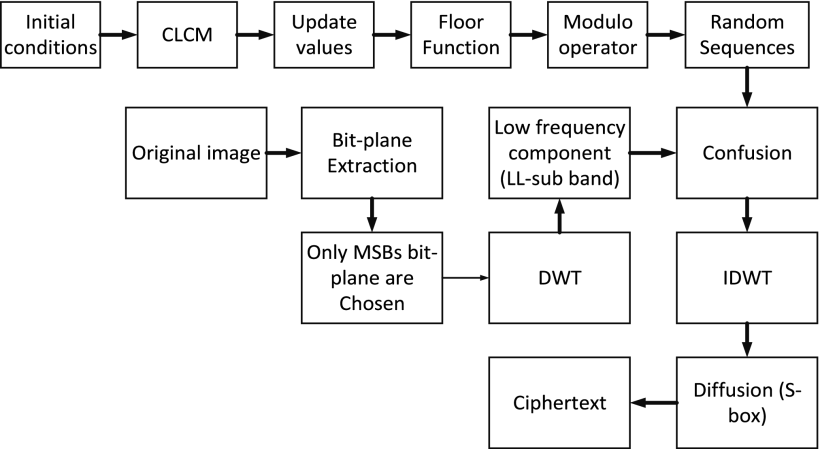 Initial
conditions
CLCM
Update
values
Floor
Function
Modulo
operator
Random
Sequences
Original image
Bit-plane
Extraction
Low frequency
component
(LL-sub band)
Confusion
Only MSBs bit-
plane are
Chosen
DWT
IDWT
Ciphertext
Diffusion (S-
box)